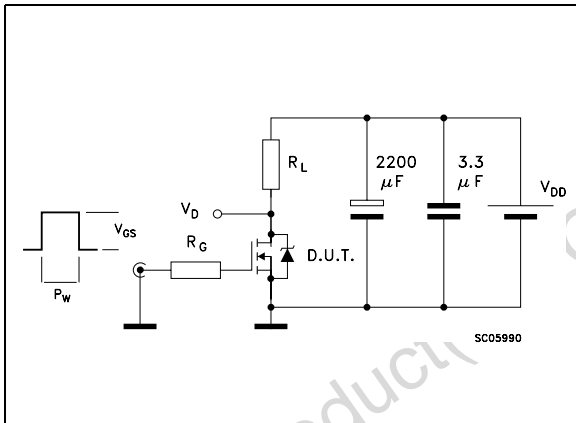 R_L
2200
μF
3.3
μF
V_DD
V_D
V_GS
R_G
D.U.T.
P_W
SC05990